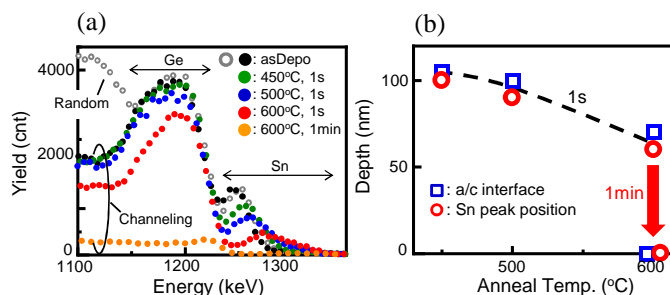 (a)
Yield (cnt)
4000
2000
0
Ge
Random
Channeling
Sn
: asDepo
: 450°C, 1s
: 500°C, 1s
: 600°C, 1s
: 600°C, 1min
1100
1200
1300
Energy (keV)
(b)
Depth (nm)
100
50
0
1s
1min
: a/c interface
: Sn peak position
500
600
Anneal Temp. (°C)